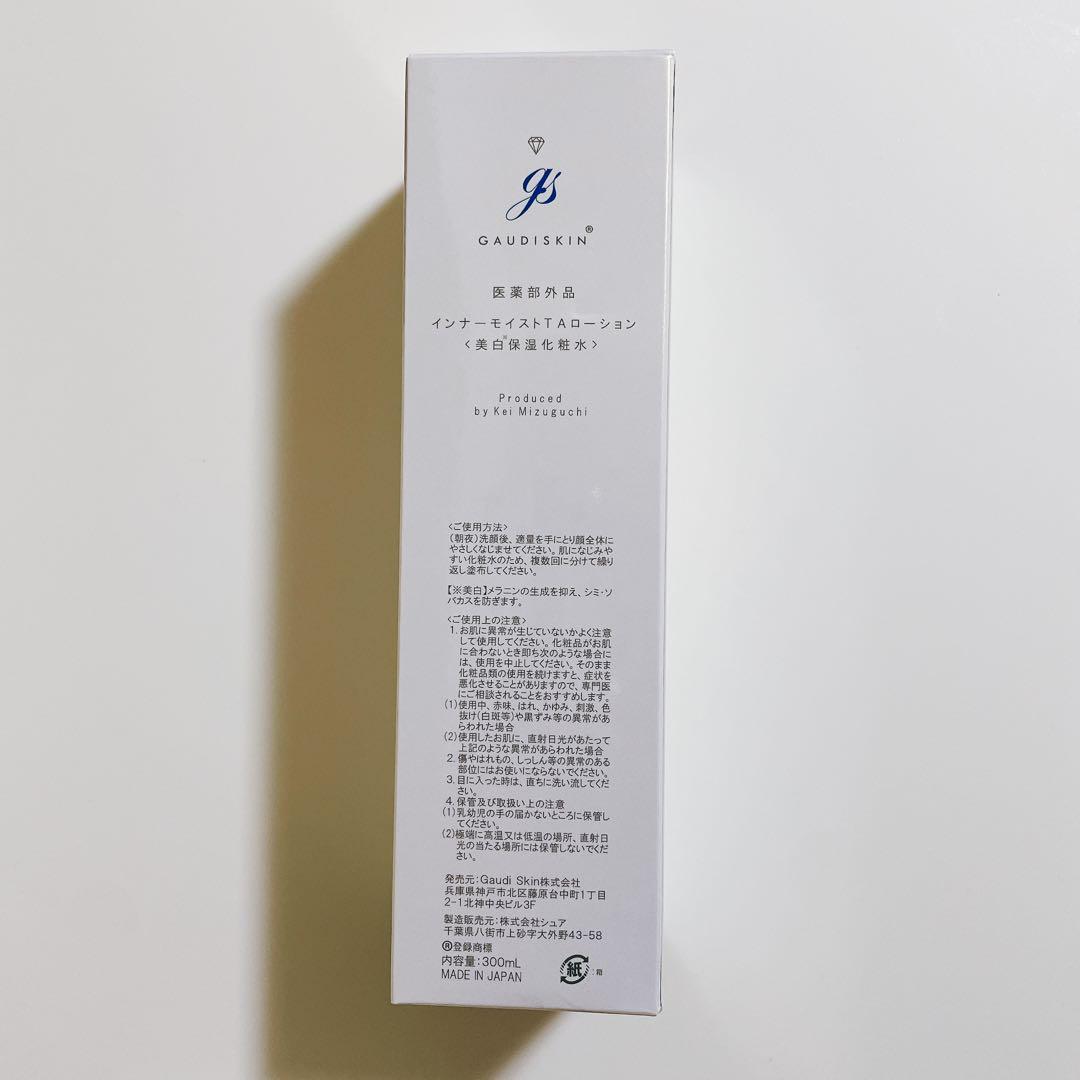 gs
GAUDISKIN®
医薬部外品
インナーモイストTAローション
<美白※保湿化粧水>
Produced
by Kei Mizuguchi
<ご使用方法>
(朝夜)洗顔後、適量を手にとり顔全体に
やさしくなじませてください。肌になじみや
すい化粧水のため、複数回に分けて繰り
返し塗布してください。
【※美白】メラニンの生成を抑え、シミ・ソ
バカスを防ぎます。
<ご使用上の注意>
1. お肌に異常が生じていないかよく注意
して使用してください。化粧品がお肌
に合わないとき即ち次のような場合に
は、使用を中止してください。そのまま
化粧品類の使用を続けますと、症状を
悪化させることがありますので、専門医
にご相談されることをおすすめします。
(1)使用中、赤味、はれ、かゆみ、刺激、色
抜け(白斑等)や黒ずみ等の異常があ
らわれた場合
(2)使用したお肌に、直射日光があたって
上記のような異常があらわれた場合
2. 傷やはれもの、しっしん等の異常のある
部位にはお使いにならないでください。
3. 目に入った時は、直ちに洗い流してくだ
さい。
4. 保管及び取扱い上の注意
(1)乳幼児の手の届かないところに保管し
てください。
(2)極端に高温又は低温の場所、直射日
光の当たる場所には保管しないでくだ
さい。
発売元:Gaudi Skin株式会社
兵庫県神戸市北区藤原台中町1丁目
2-1北神中央ビル3F
製造販売元:株式会社シュア
千葉県八街市上砂字大外野43-58
®登録商標
内容量:300mL
MADE IN JAPAN
紙 :箱